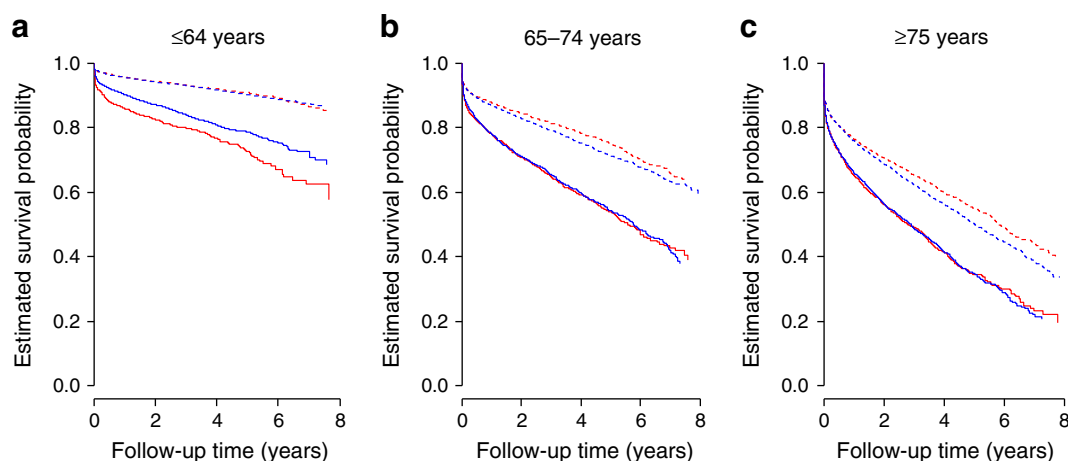 a
≤64 years
Estimated survival probability
1.0
0.8
0.6
0.4
0.2
0.0
0 2 4 6 8
Follow-up time (years)
b
65–74 years
Estimated survival probability
1.0
0.8
0.6
0.4
0.2
0.0
0 1 2 3 4 5 6 7 8
Follow-up time (years)
c
≥75 years
Estimated survival probability
1.0
0.8
0.6
0.4
0.2
0.0
0 2 4 6 8
Follow-up time (years)